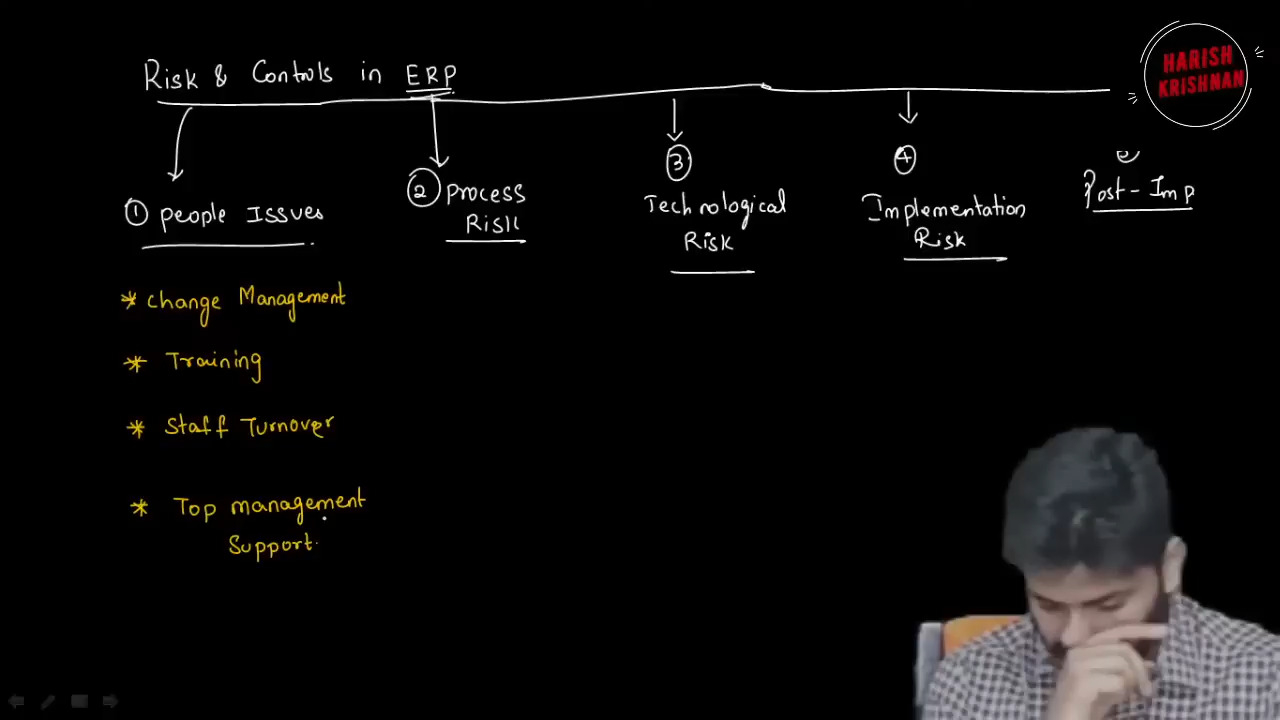 Risk & Controls in ERP
HARISH
KRISHNAN
① People Issues
② Process
Risk
③
Technological
Risk
④
Implementation
Risk
Post-Imp
* Change Management
* Training
* Staff Turnover
* Top management
Support.